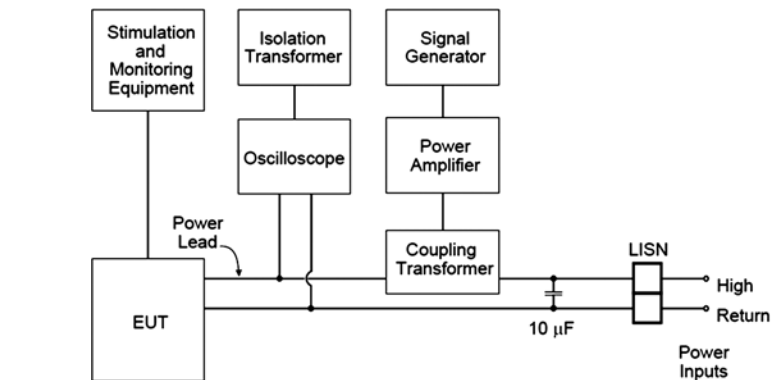 Stimulation
and
Monitoring
Equipment
Isolation
Transformer
Signal
Generator
Oscilloscope
Power
Amplifier
Power
Lead
Coupling
Transformer
LISN
High
EUT
10 µF
Return
Power
Inputs